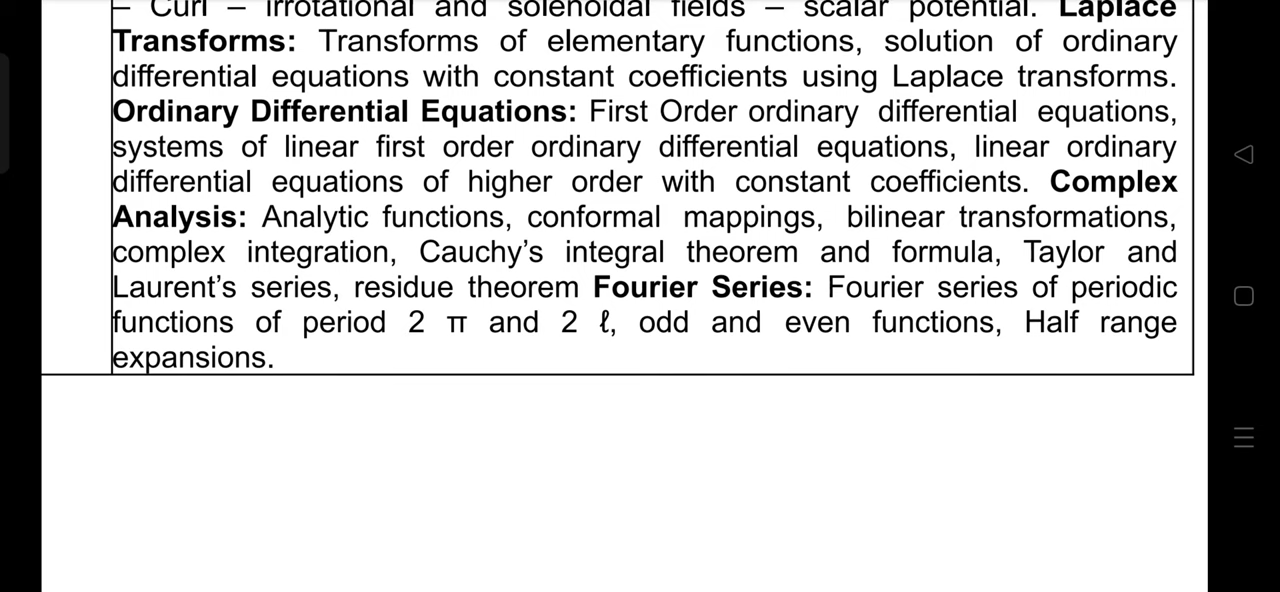 – Curl – irrotational and solenoidal fields – scalar potential. Laplace
Transforms: Transforms of elementary functions, solution of ordinary
differential equations with constant coefficients using Laplace transforms.
Ordinary Differential Equations: First Order ordinary differential equations,
systems of linear first order ordinary differential equations, linear ordinary
differential equations of higher order with constant coefficients. Complex
Analysis: Analytic functions, conformal mappings, bilinear transformations,
complex integration, Cauchy’s integral theorem and formula, Taylor and
Laurent’s series, residue theorem Fourier Series: Fourier series of periodic
functions of period 2 π and 2 ℓ, odd and even functions, Half range
expansions.